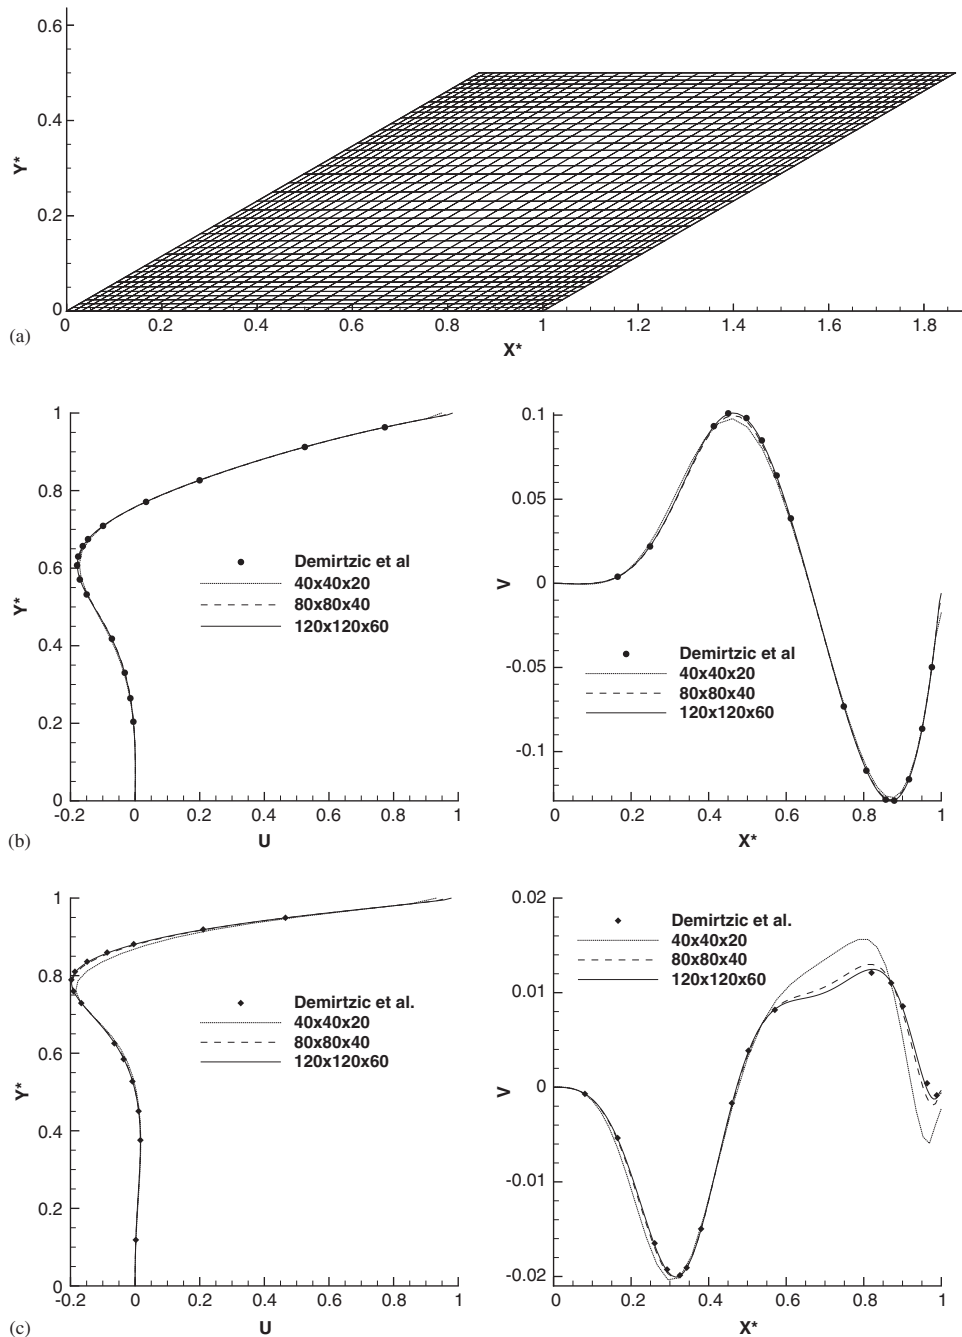 0.6
0.4
Y*
0.2
0
0 0.2 0.4 0.6 0.8 1 1.2 1.4 1.6 1.8
(a)
X*
1
0.8
0.6
Y*
0.4
0.2
0
Demirtzic et al
40x40x20
80x80x40
120x120x60
-0.2 0 0.2 0.4 0.6 0.8 1
(b)
U
0.1
0.05
0
V
-0.05
-0.1
Demirtzic et al
40x40x20
80x80x40
120x120x60
0 0.2 0.4 0.6 0.8 1
X*
1
0.8
0.6
Y*
0.4
0.2
0
Demirtzic et al.
40x40x20
80x80x40
120x120x60
-0.2 0 0.2 0.4 0.6 0.8 1
(c)
U
0.02
0.01
0
V
-0.01
-0.02
Demirtzic et al.
40x40x20
80x80x40
120x120x60
0 0.2 0.4 0.6 0.8 1
X*